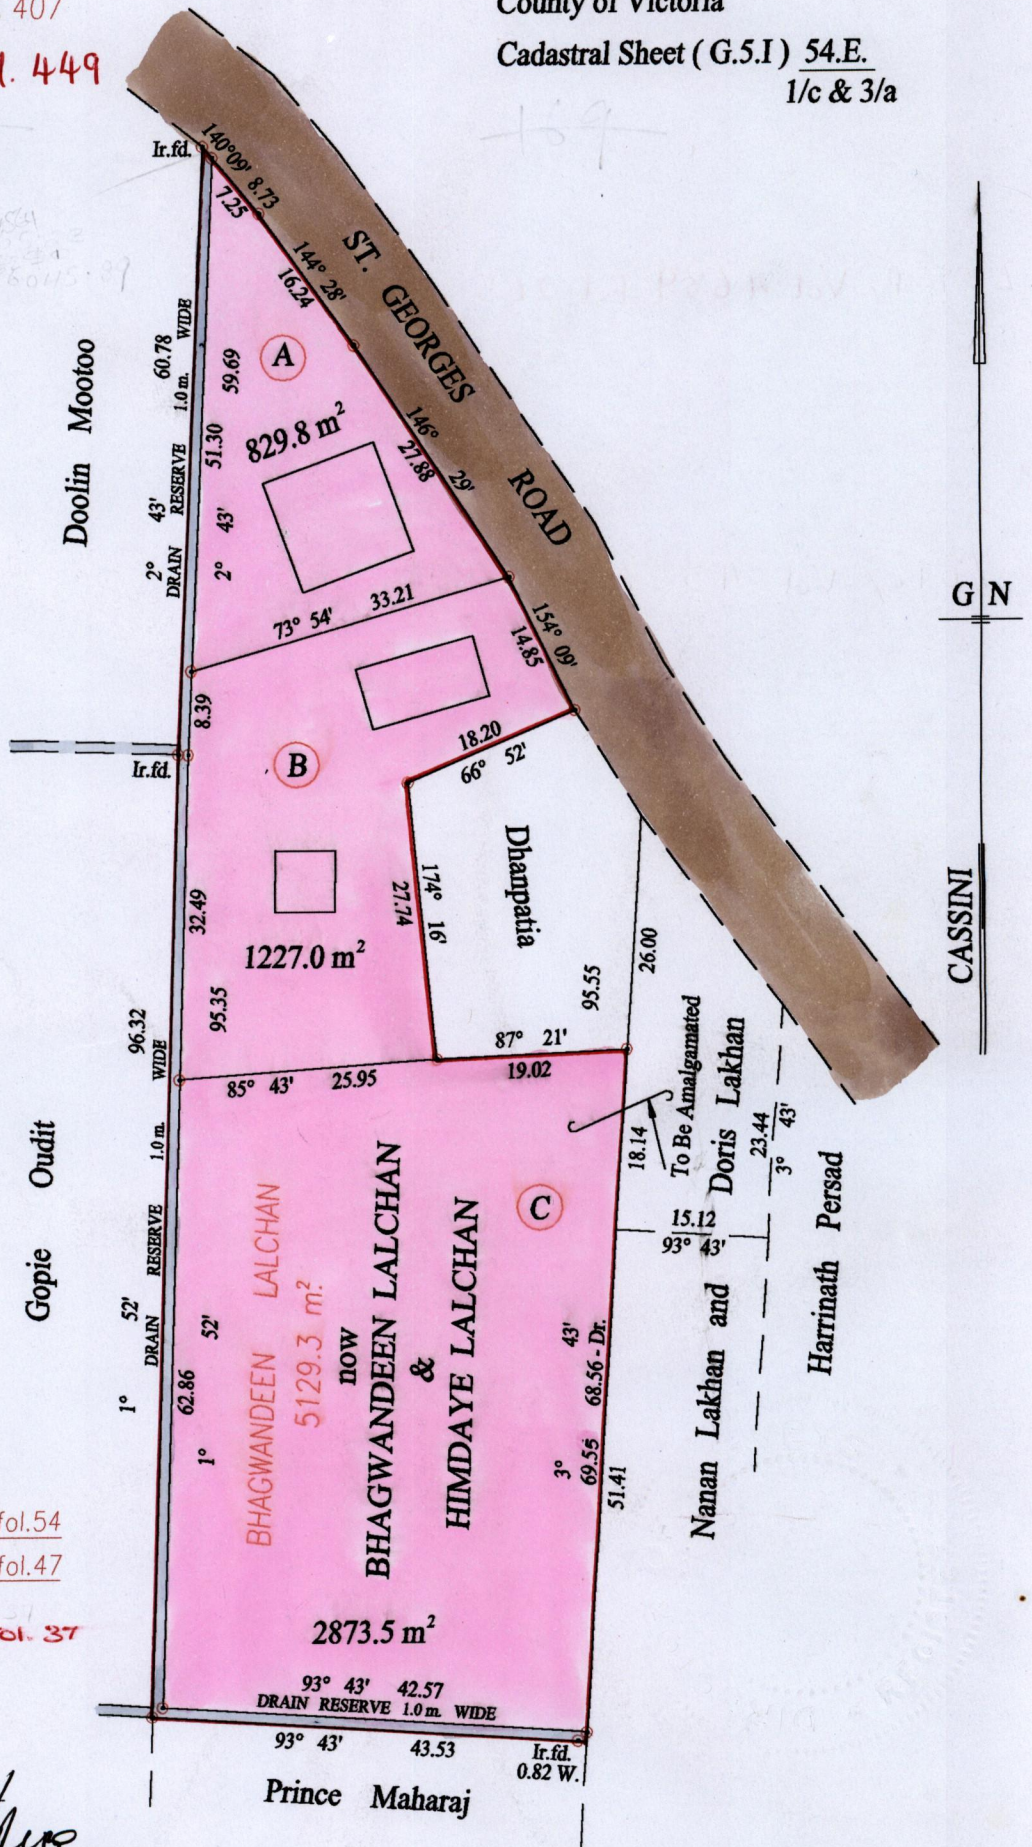 407
County of Victoria
Cadastral Sheet ( G.5.I ) 54.E.
1/c & 3/a
449
Ir.fd.
140°09' 8.73
7.25
144° 28'
16.24
ST. GEORGES ROAD
A
829.8 m²
Doolin Mootoo
60.78
2° 43'
DRAIN RESERVE 1.0 m. WIDE
59.69
51.30
2° 43'
146° 29'
27.88
73° 54' 33.21
154° 09'
14.85
G N
CASSINI
8.39
Ir.fd.
B
18.20
66° 52'
Dhanpatia
174° 16'
27.74
32.49
1227.0 m²
95.35
95.55
26.00
87° 21'
19.02
85° 43' 25.95
96.32
1° 52'
DRAIN RESERVE 1.0 m. WIDE
Gopie Oudit
62.86
1° 52'
To Be Amalgamated
18.14
C
15.12
93° 43'
23.44
3° 43'
Nanan Lakhan and Doris Lakhan
Harrinath Persad
BHAGWANDEEN LALCHAN
5129.3 m²
now
BHAGWANDEEN LALCHAN
&
HIMDAYE LALCHAN
3° 43'
69.55
68.56 - Dr.
51.41
fol.54
fol.47
37
2873.5 m²
93° 43' 42.57
DRAIN RESERVE 1.0 m. WIDE
93° 43' 43.53
Ir.fd.
0.82 W.
Prince Maharaj